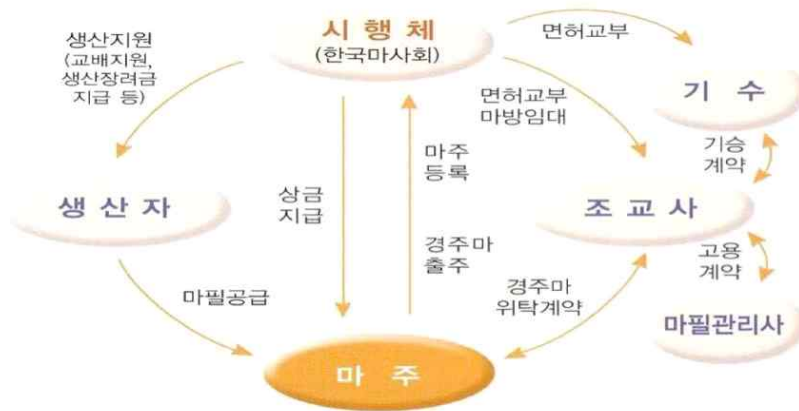 시행체
(한국마사회)
생산지원
(교배지원,
생산장려금
지급 등)
면허교부
면허교부
마방임대
기 수
기승
계약
마주
등록
상금
지급
생산자
조교사
경주마
출주
고용
계약
마필공급
경주마
위탁계약
마필관리사
마 주